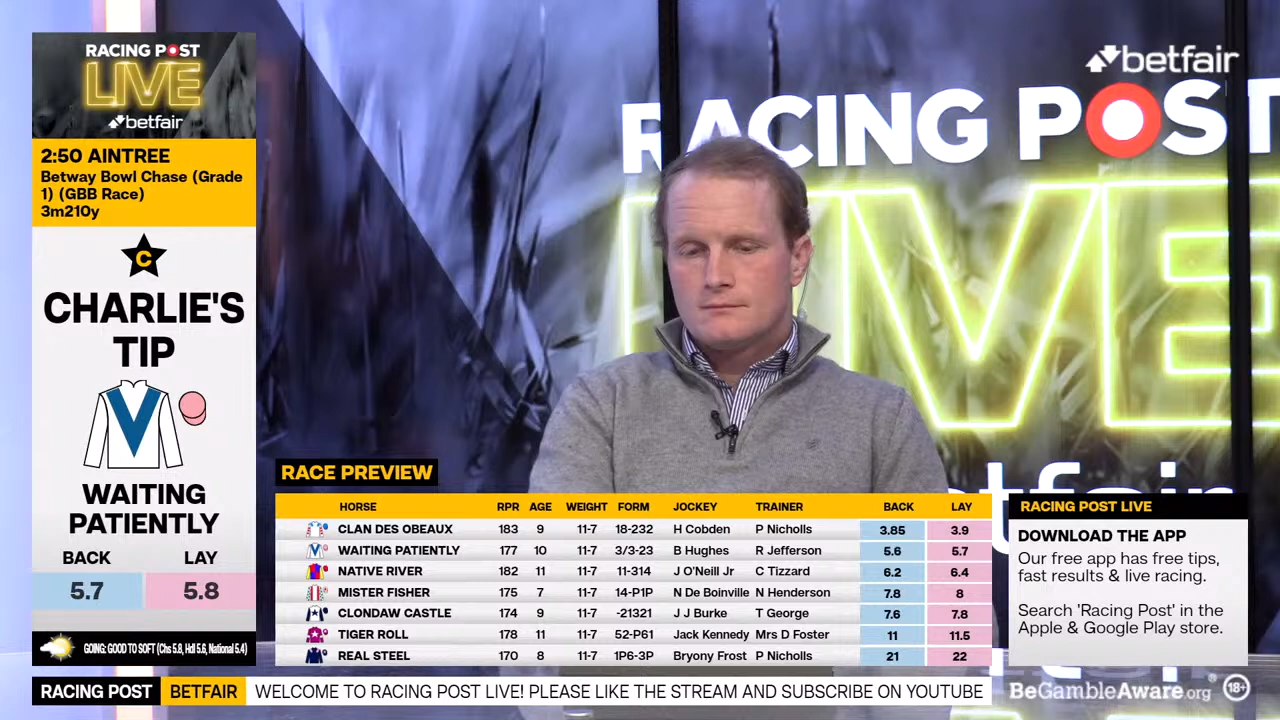 RACING POST
LIVE
betfair
2:50 AINTREE
Betway Bowl Chase (Grade
1) (GBB Race)
3m210y
C
CHARLIE'S
TIP
WAITING
PATIENTLY
BACK LAY
5.7 5.8
GOING: GOOD TO SOFT (Chs 5.8, Hdl 5.6, National 5.4)
betfair
RACING POST
LIVE
RACE PREVIEW
HORSE RPR AGE WEIGHT FORM JOCKEY TRAINER BACK LAY
CLAN DES OBEAUX 183 9 11-7 18-232 H Cobden P Nicholls 3.85 3.9
WAITING PATIENTLY 177 10 11-7 3/3-23 B Hughes R Jefferson 5.6 5.7
NATIVE RIVER 182 11 11-7 11-314 J O'Neill Jr C Tizzard 6.2 6.4
MISTER FISHER 175 7 11-7 14-P1P N De Boinville N Henderson 7.8 8
CLONDAW CASTLE 174 9 11-7 -21321 J J Burke T George 7.6 7.8
TIGER ROLL 178 11 11-7 52-P61 Jack Kennedy Mrs D Foster 11 11.5
REAL STEEL 170 8 11-7 1P6-3P Bryony Frost P Nicholls 21 22
RACING POST LIVE
DOWNLOAD THE APP
Our free app has free tips,
fast results & live racing.
Search 'Racing Post' in the
Apple & Google Play store.
RACING POST BETFAIR WELCOME TO RACING POST LIVE! PLEASE LIKE THE STREAM AND SUBSCRIBE ON YOUTUBE
BeGambleAware.org® 18+